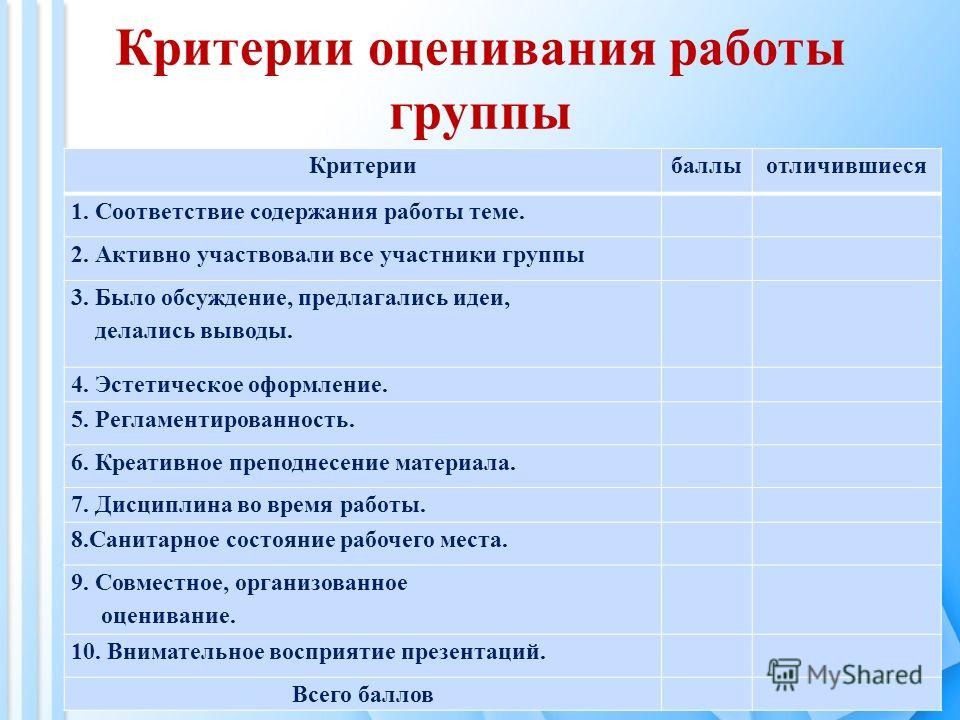 Критерии оценивания работы
группы
Критерии баллы отличившиеся
1. Соответствие содержания работы теме.
2. Активно участвовали все участники группы
3. Было обсуждение, предлагались идеи,
делались выводы.
4. Эстетическое оформление.
5. Регламентированность.
6. Креативное преподнесение материала.
7. Дисциплина во время работы.
8.Санитарное состояние рабочего места.
9. Совместное, организованное
оценивание.
10. Внимательное восприятие презентаций.
Всего баллов
MyShared